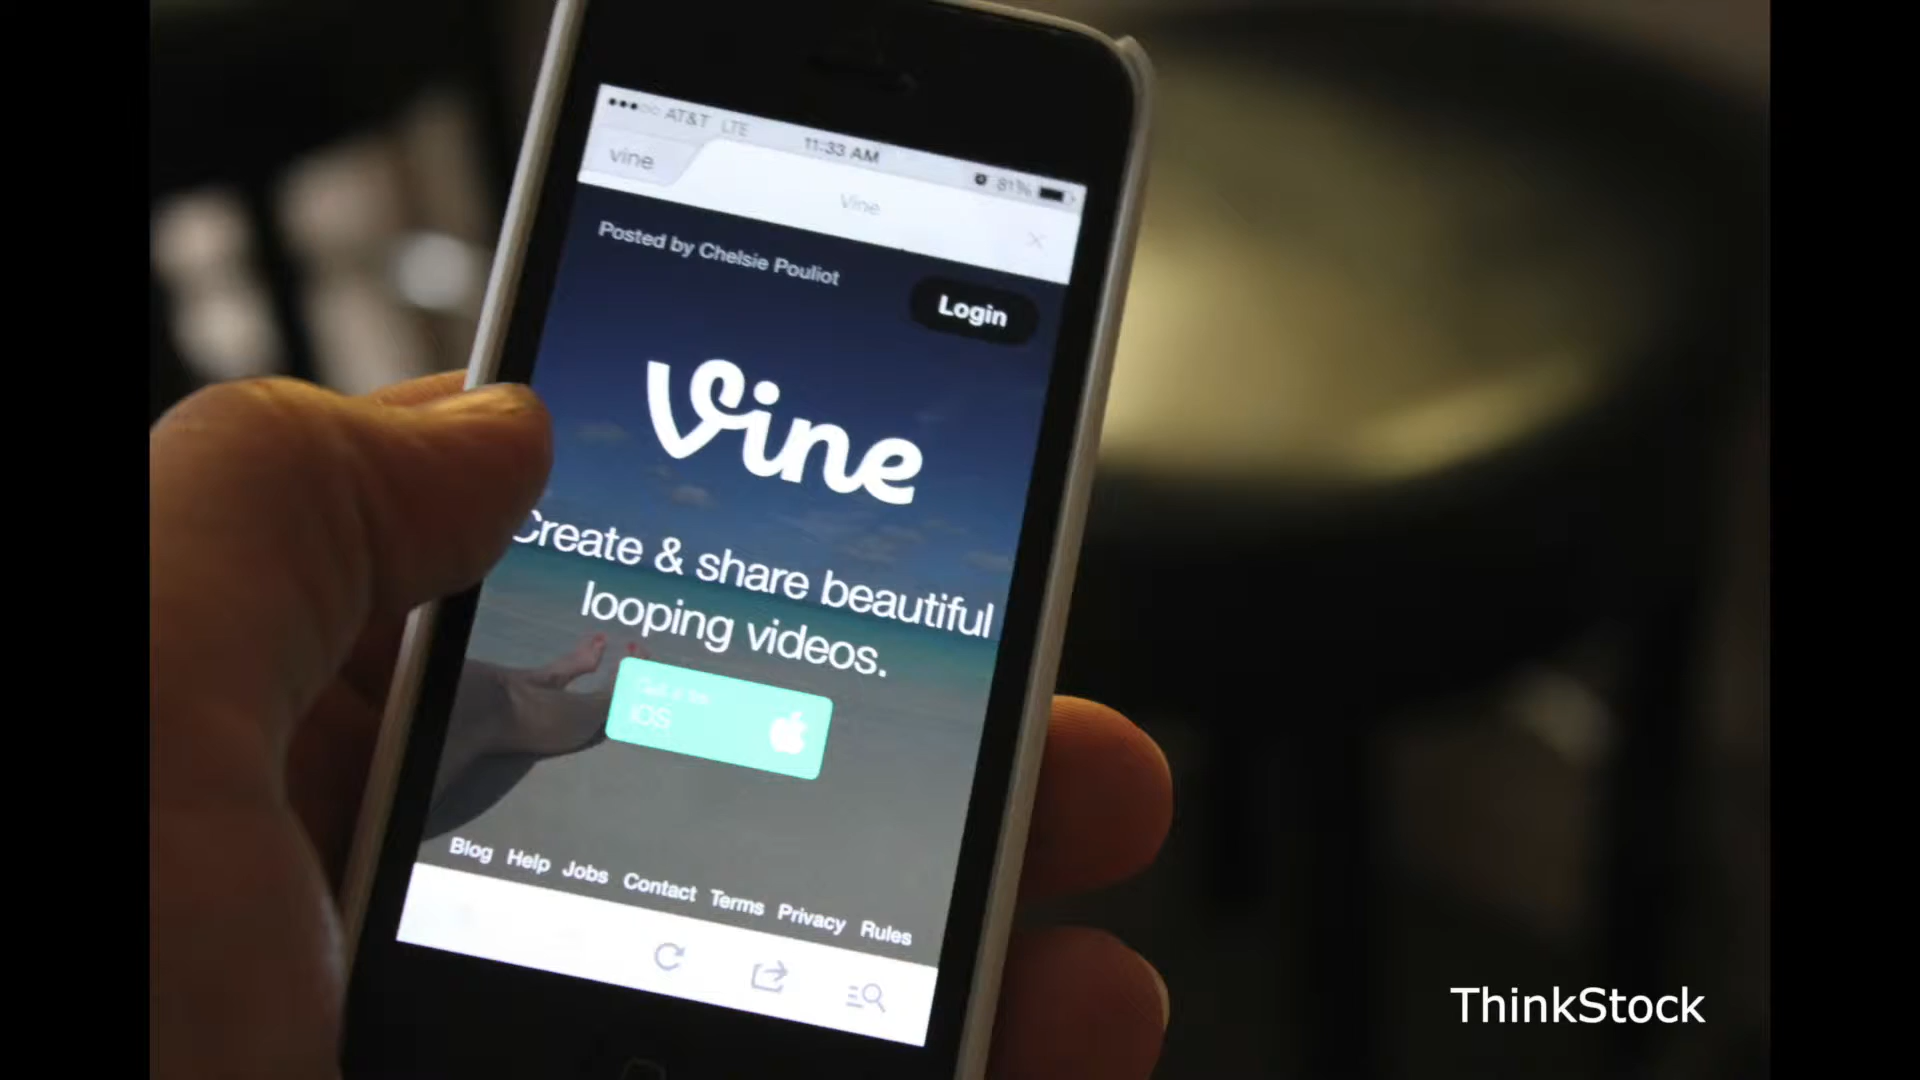 AT&T LTE 11:33 AM 81%
vine
Vine
Posted by Chelsie Pouliot
Login
Vine
Create & share beautiful
looping videos.
iOS
Blog Help Jobs Contact Terms Privacy Rules
ThinkStock